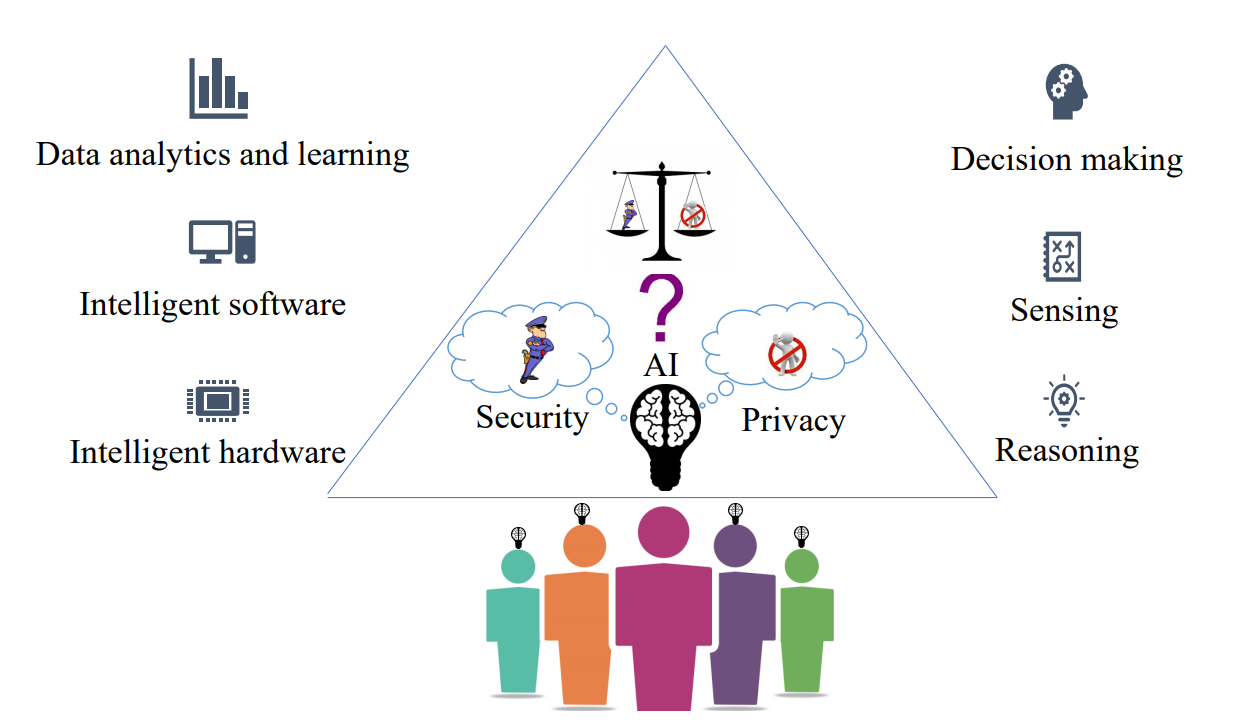 Data analytics and learning
Decision making
Intelligent software
Sensing
?
AI
Security
Privacy
Intelligent hardware
Reasoning